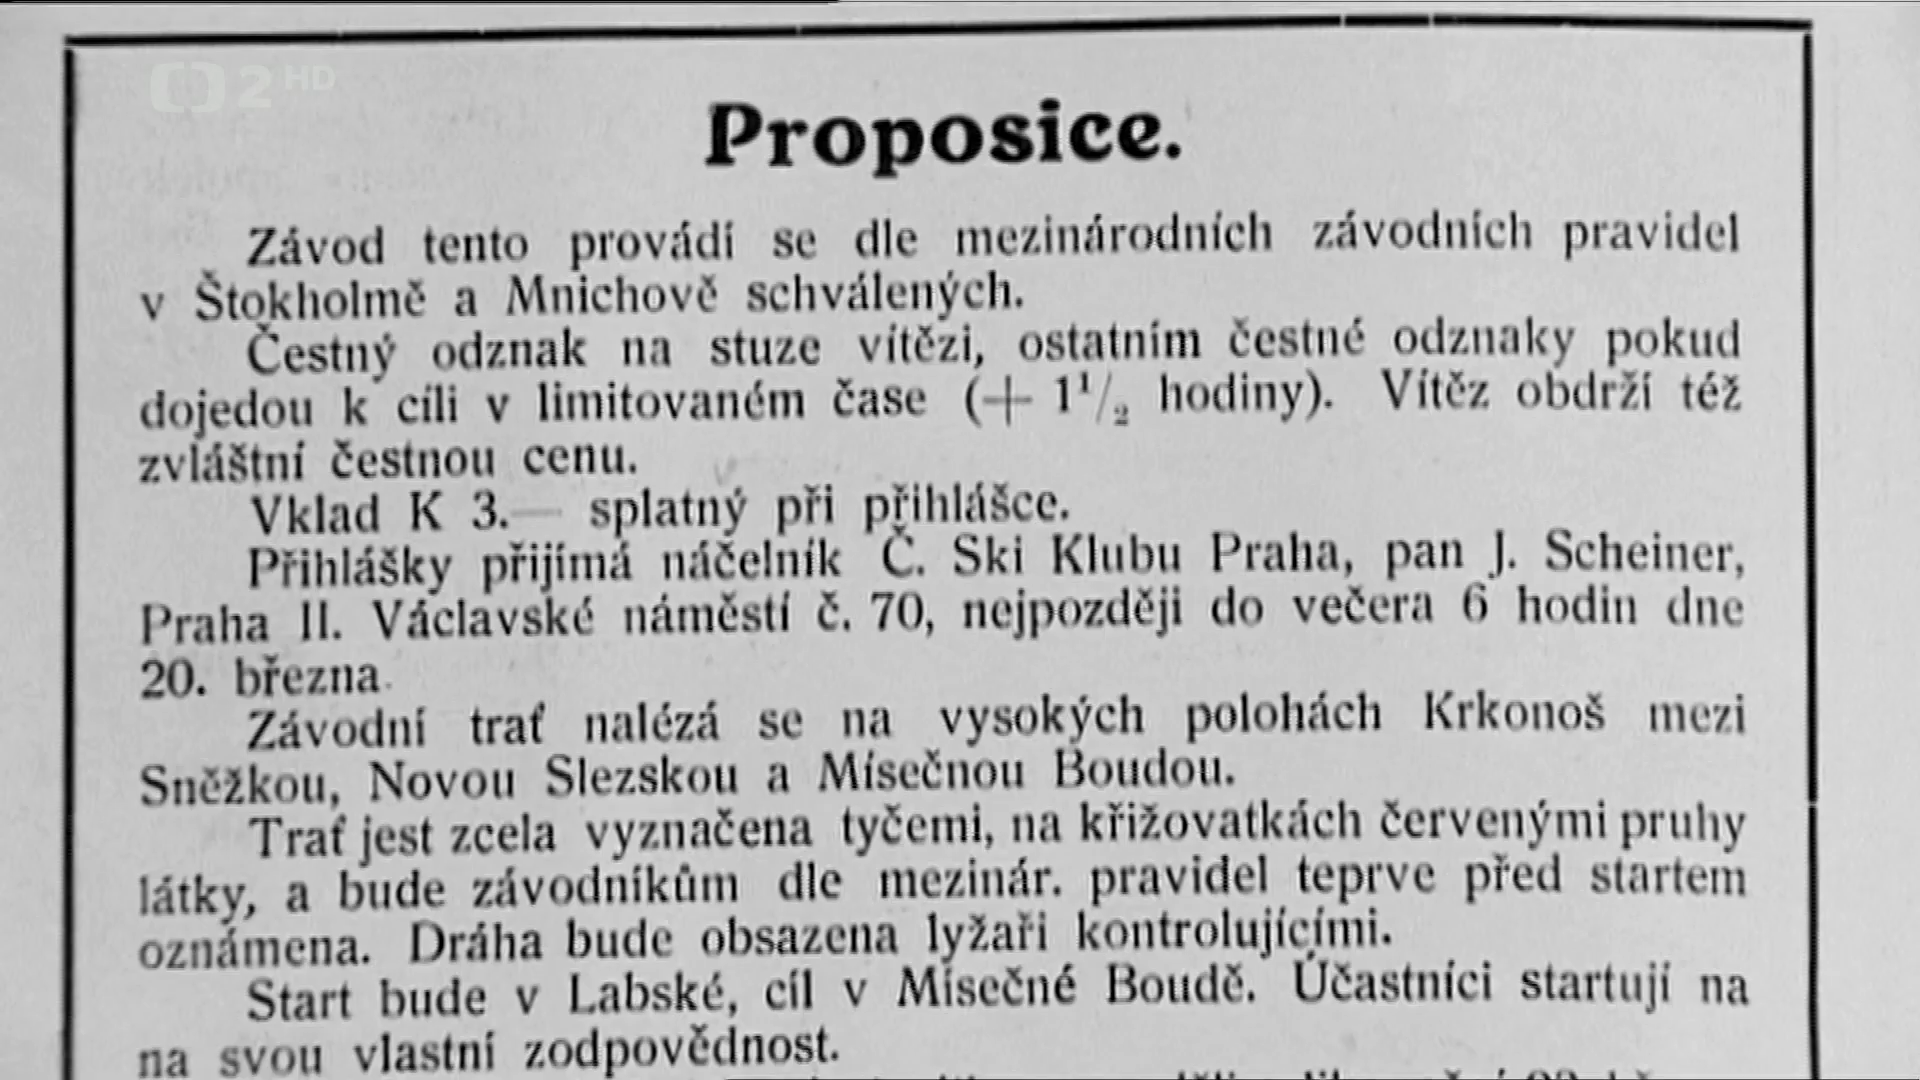 2 HD
Proposice.
Závod tento provádí se dle mezinárodních závodních pravidel
v Štokholmě a Mnichově schválených.
Čestný odznak na stuze vítězi, ostatním čestné odznaky pokud
dojedou k cíli v limitovaném čase (+ 1¹/₂ hodiny). Vítěz obdrží též
zvláštní čestnou cenu.
Vklad K 3.— splatný při přihlášce.
Přihlášky přijímá náčelník Č. Ski Klubu Praha, pan J. Scheiner,
Praha II. Václavské náměstí č. 70, nejpozději do večera 6 hodin dne
20. března.
Závodní trať nalézá se na vysokých polohách Krkonoš mezi
Sněžkou, Novou Slezskou a Mísečnou Boudou.
Trať jest zcela vyznačena tyčemi, na křižovatkách červenými pruhy
látky, a bude závodníkům dle mezinár. pravidel teprve před startem
oznámena. Dráha bude obsazena lyžaři kontrolujícími.
Start bude v Labské, cíl v Mísečné Boudě. Účastníci startují na
na svou vlastní zodpovědnost.